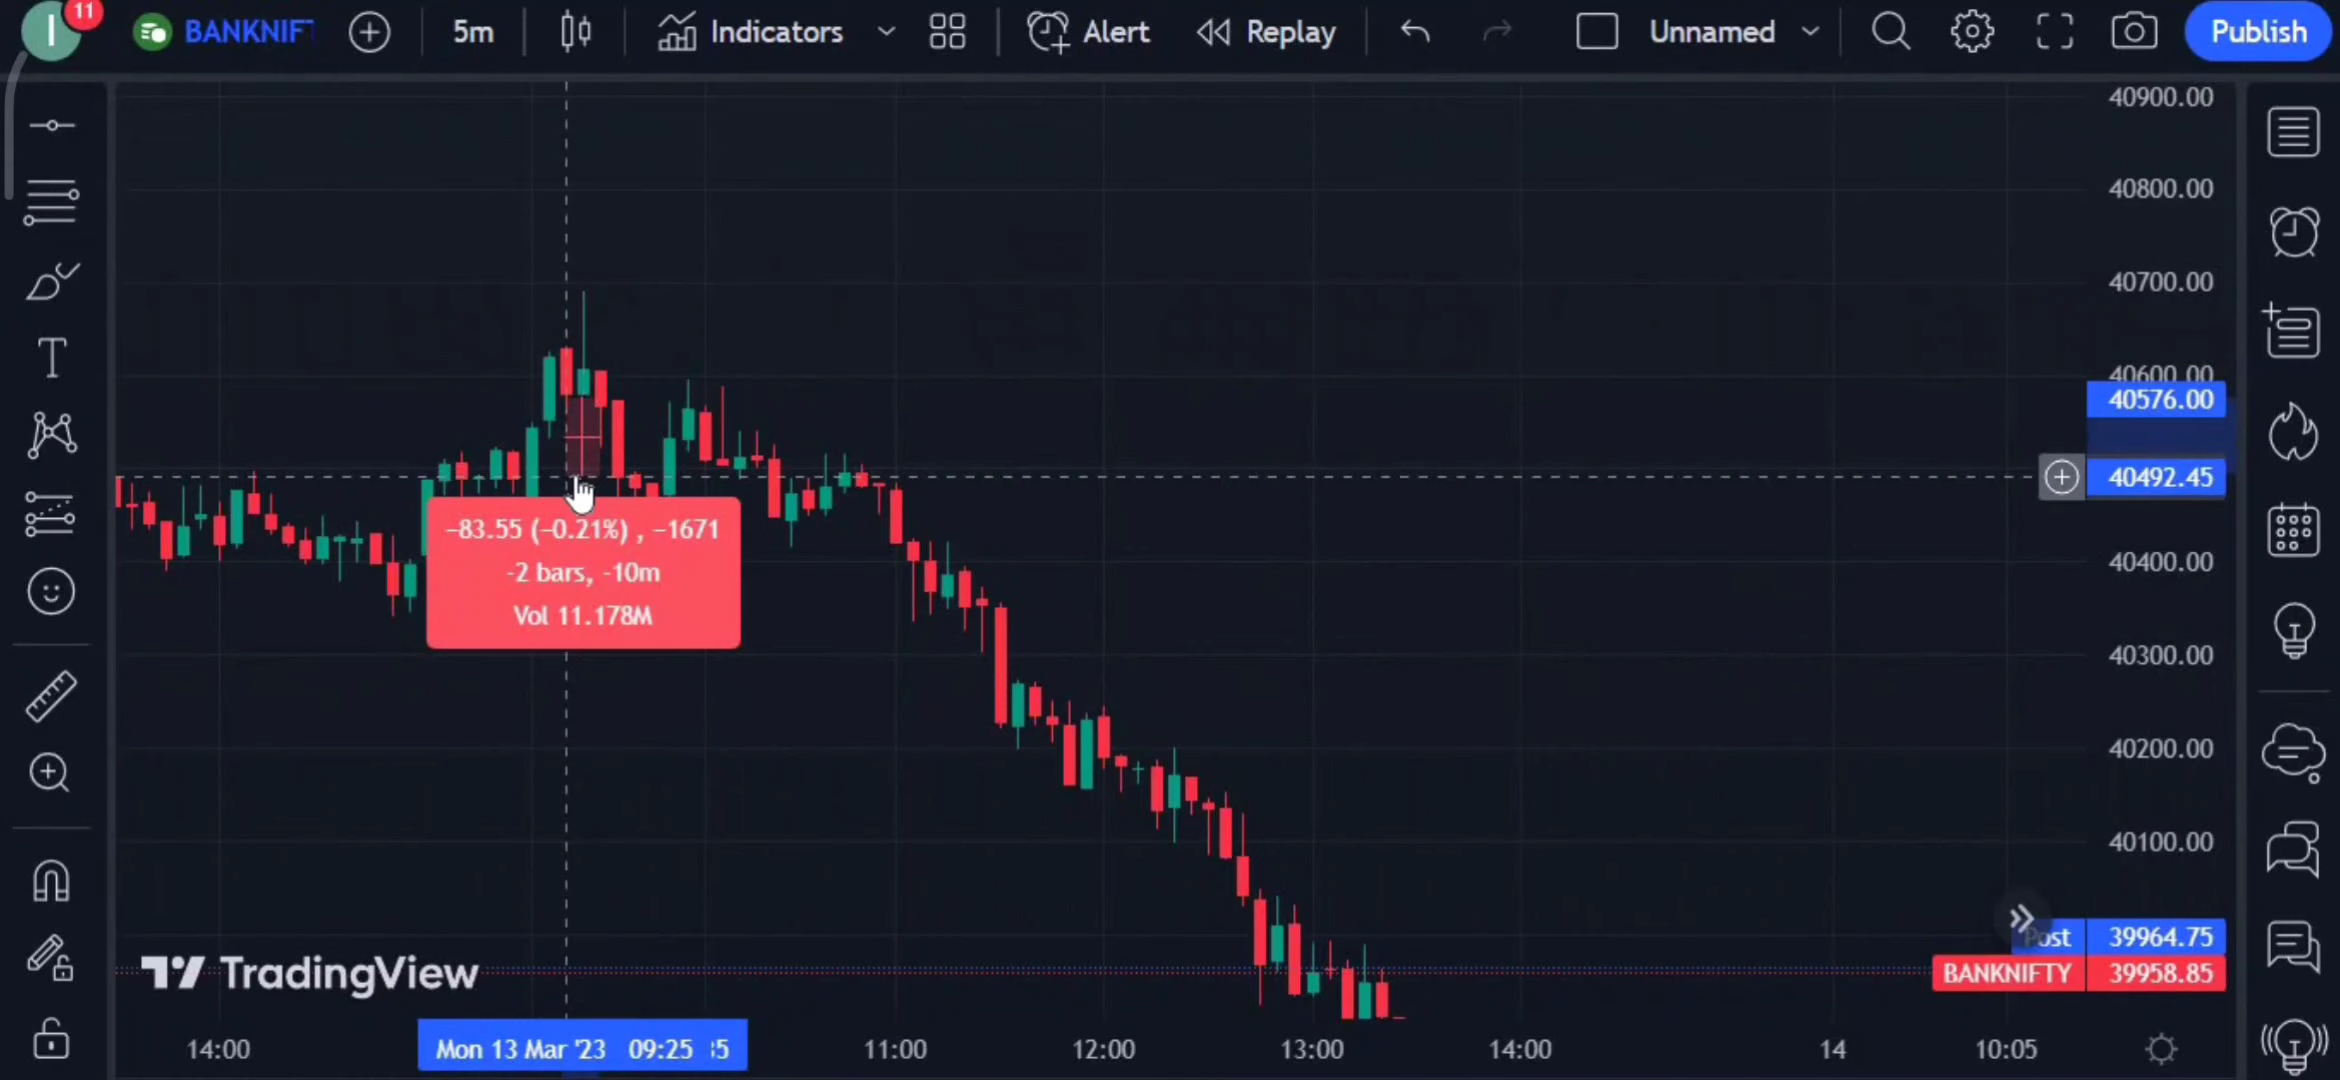 11
BANKNIF
5m
Indicators
Alert
Replay
Unnamed
Publish
40900.00
40800.00
40700.00
40600.00
40576.00
40492.45
40400.00
40300.00
40200.00
40100.00
−83.55 (−0.21%) , −1671
-2 bars, -10m
Vol 11.178M
Post 39964.75
BANKNIFTY 39958.85
TradingView
14:00
Mon 13 Mar '23 09:25
11:00
12:00
13:00
14:00
14
10:05